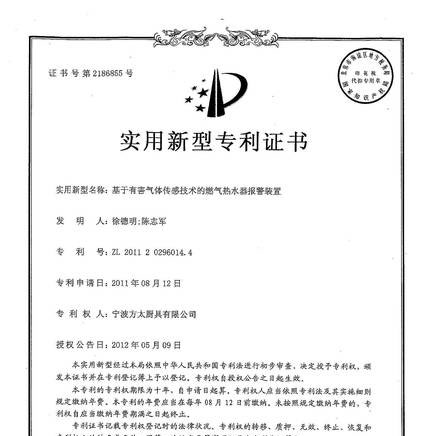 证书号第2186855号
实用新型专利证书
实用新型名称：基于有害气体传感技术的燃气热水器报警装置
发 明 人：徐德明;陈志军
专 利 号：ZL 2011 2 0296014.4
专利申请日：2011年08月12日
专 利 权 人：宁波方太厨具有限公司
授权公告日：2012年05月09日
本实用新型经过本局依照中华人民共和国专利法进行初步审查，决定授予专利权，颁
发本证书并在专利登记簿上予以登记。专利权自授权公告之日起生效。
本专利的专利权期限为十年，自申请日起算。专利权人应当依照专利法及其实施细则
规定缴纳年费。本专利的年费应当在每年08月12日前缴纳。未按照规定缴纳年费的，专
利权自应当缴纳年费期满之日起终止。
专利证书记载专利权登记时的法律状况。专利权的转移、质押、无效、终止、恢复和